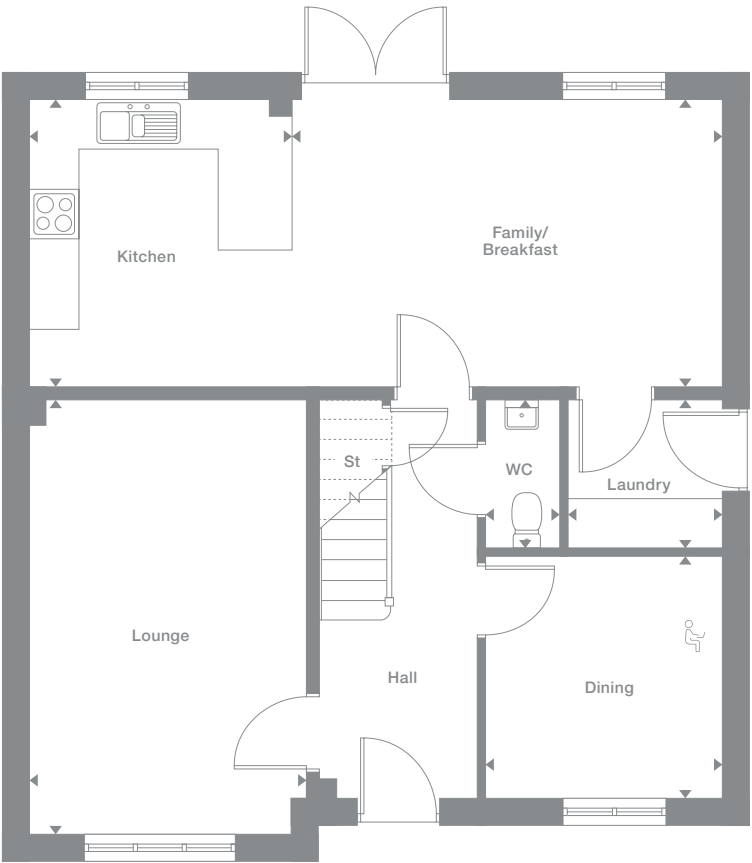 Kitchen
Family/
Breakfast
St
WC
Laundry
Lounge
Hall
Dining